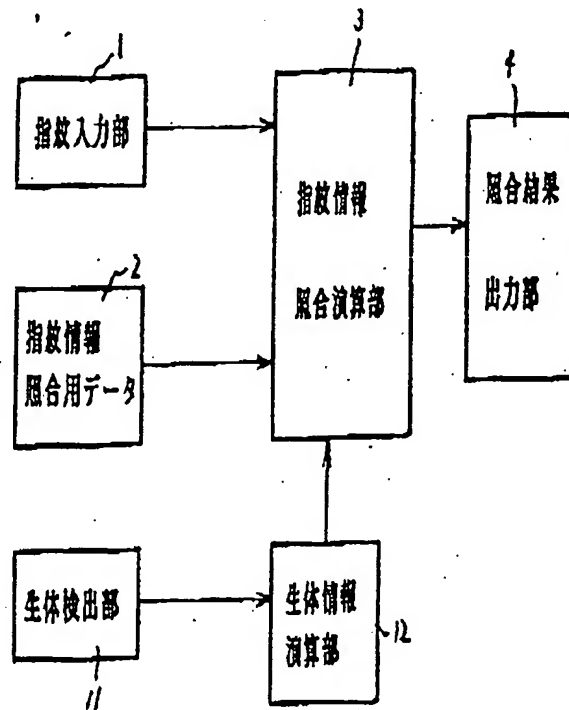 1
指紋入力部
2
指紋情報
照合用データ
3
指紋情報
照合演算部
4
照合結果
出力部
生体検出部
11
生体情報
演算部
12